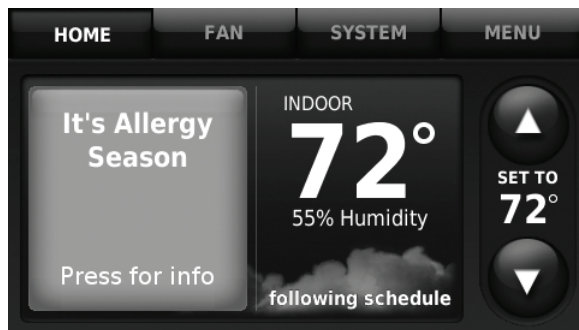 HOME
FAN
SYSTEM
MENU
It's Allergy
Season
Press for info
INDOOR
72°
55% Humidity
following schedule
SET TO
72°